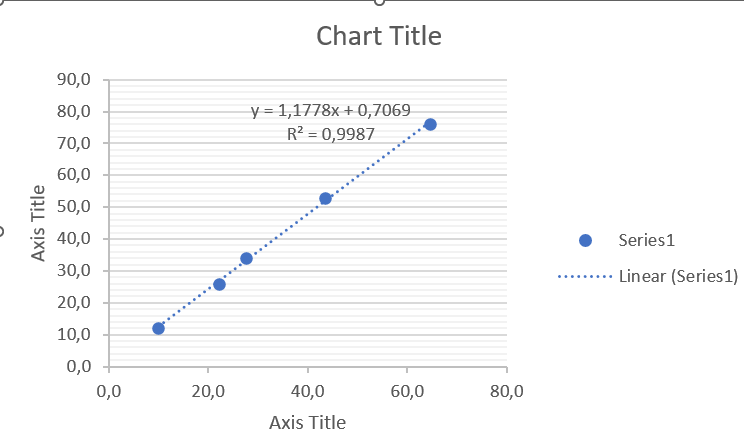 Chart Title
90,0
80,0
70,0
60,0
50,0
40,0
30,0
20,0
10,0
0,0
Axis Title
y = 1,1778x + 0,7069
R² = 0,9987
0,0 20,0 40,0 60,0 80,0
Axis Title
Series1
Linear (Series1)